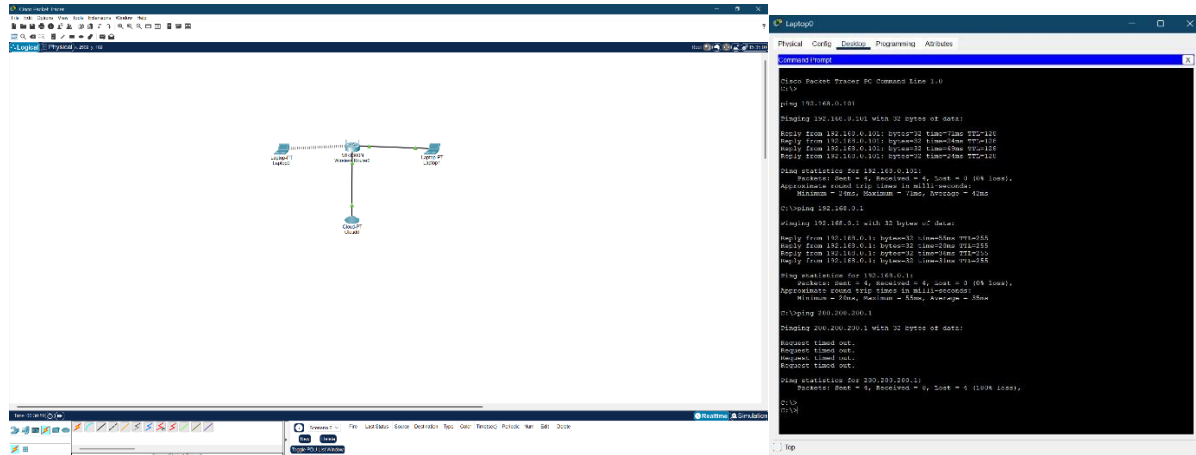 Cisco Packet Tracer
File Edit Options View Tools Extensions Window Help
Logical Physical
Root
Laptop-PT
Laptop0
Wireless Router0
Laptop-PT
Laptop1
Cloud-PT
Cloud0
Realtime Simulation
Scenario 0
New Delete
Toggle PDU List Window
Fire Last Status Source Destination Type Color Time(sec) Periodic Num Edit Delete
Laptop0
Physical Config Desktop Programming Attributes
Command Prompt X
Cisco Packet Tracer PC Command Line 1.0
C:\>
ping 192.168.0.101
Pinging 192.168.0.101 with 32 bytes of data:
Reply from 192.168.0.101: bytes=32 time=71ms TTL=128
Reply from 192.168.0.101: bytes=32 time=24ms TTL=128
Reply from 192.168.0.101: bytes=32 time=49ms TTL=128
Reply from 192.168.0.101: bytes=32 time=24ms TTL=128
Ping statistics for 192.168.0.101:
Packets: Sent = 4, Received = 4, Lost = 0 (0% loss),
Approximate round trip times in milli-seconds:
Minimum = 24ms, Maximum = 71ms, Average = 42ms
C:\>ping 192.168.0.1
Pinging 192.168.0.1 with 32 bytes of data:
Reply from 192.168.0.1: bytes=32 time=55ms TTL=255
Reply from 192.168.0.1: bytes=32 time=20ms TTL=255
Reply from 192.168.0.1: bytes=32 time=34ms TTL=255
Reply from 192.168.0.1: bytes=32 time=31ms TTL=255
Ping statistics for 192.168.0.1:
Packets: Sent = 4, Received = 4, Lost = 0 (0% loss),
Approximate round trip times in milli-seconds:
Minimum = 20ms, Maximum = 55ms, Average = 35ms
C:\>ping 200.200.200.1
Pinging 200.200.200.1 with 32 bytes of data:
Request timed out.
Request timed out.
Request timed out.
Request timed out.
Ping statistics for 200.200.200.1:
Packets: Sent = 4, Received = 0, Lost = 4 (100% loss),
C:\>
C:\>
Top